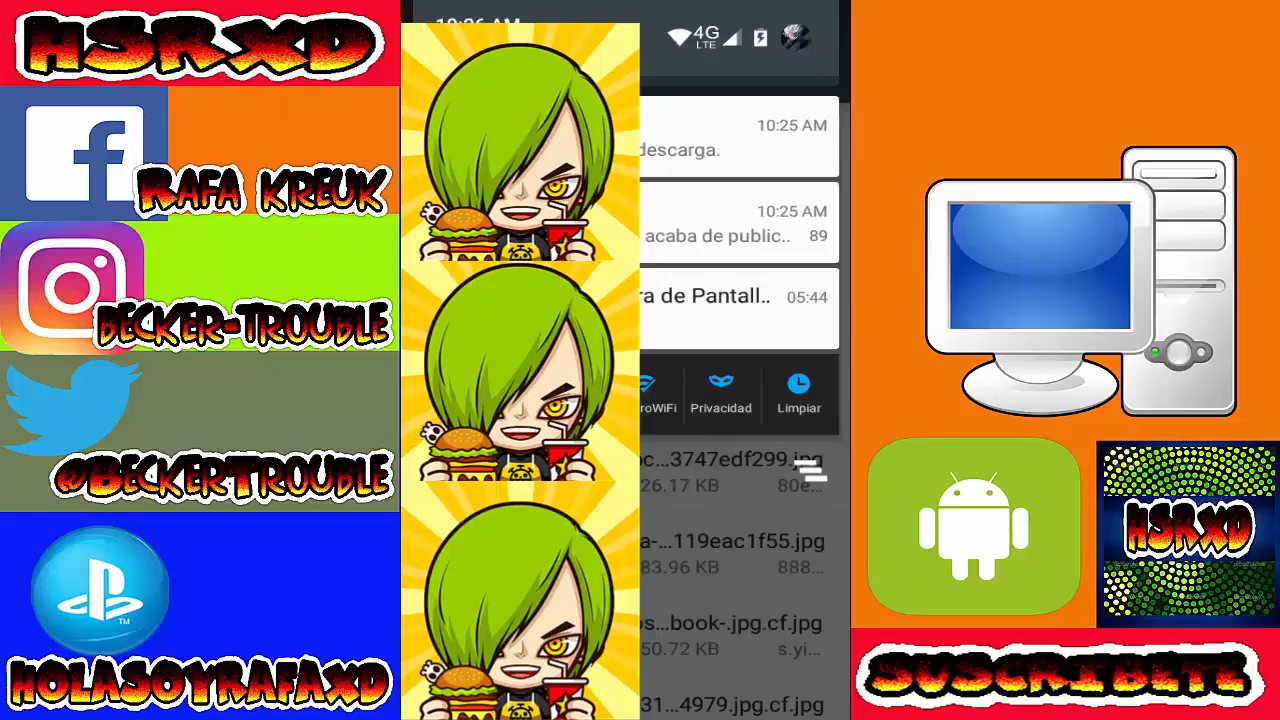 HSRXD
Rafa Kreuk
Becker-Trouble
@BeckerTrouble
TM
HolaSoyRafaXD
4G
LTE
10:25 AM
descarga.
10:25 AM
acaba de public.. 89
ra de Pantall.. 05:44
roWiFi Privacidad Limpiar
...3747edf299.jpg
26.17 KB 80e...
a-...119eac1f55.jpg
83.96 KB 888...
os...book-.jpg.cf.jpg
50.72 KB s.yi...
31...4979.jpg.cf.jpg
HSRXD
SUSCRIBETE